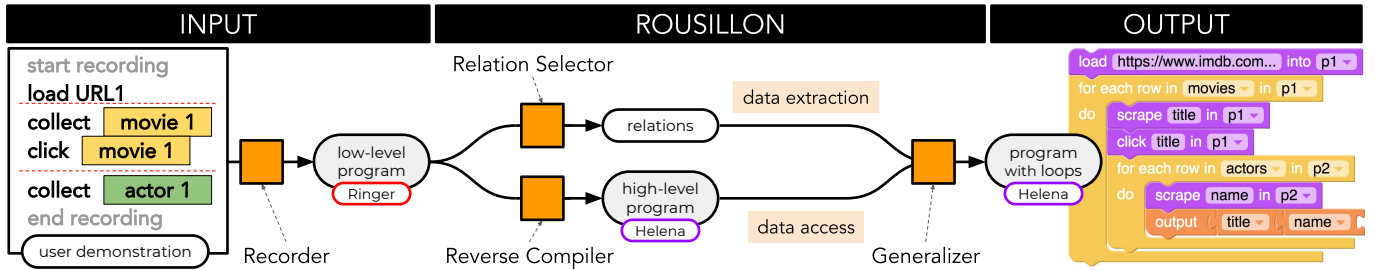 INPUT
ROUSILLON
OUTPUT
start recording
load URL1
collect movie 1
click movie 1
collect actor 1
end recording
user demonstration
Recorder
low-level
program
Ringer
Relation Selector
relations
data extraction
Reverse Compiler
high-level
program
Helena
data access
Generalizer
program
with loops
Helena
load https://www.imdb.com... into p1
for each row in movies in p1
do scrape title in p1
click title in p1
for each row in actors in p2
do scrape name in p2
output title name